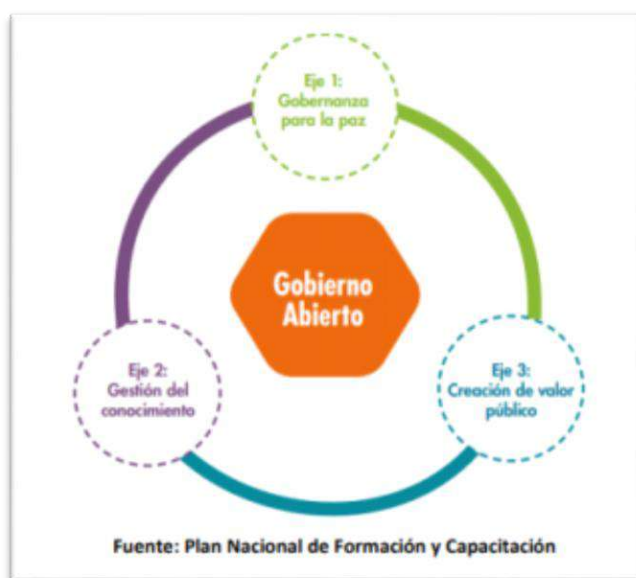 Eje 1:
Gobernanza
para la paz
Gobierno
Abierto
Eje 2:
Gestión del
conocimiento
Eje 3:
Creación de valor
público
Fuente: Plan Nacional de Formación y Capacitación